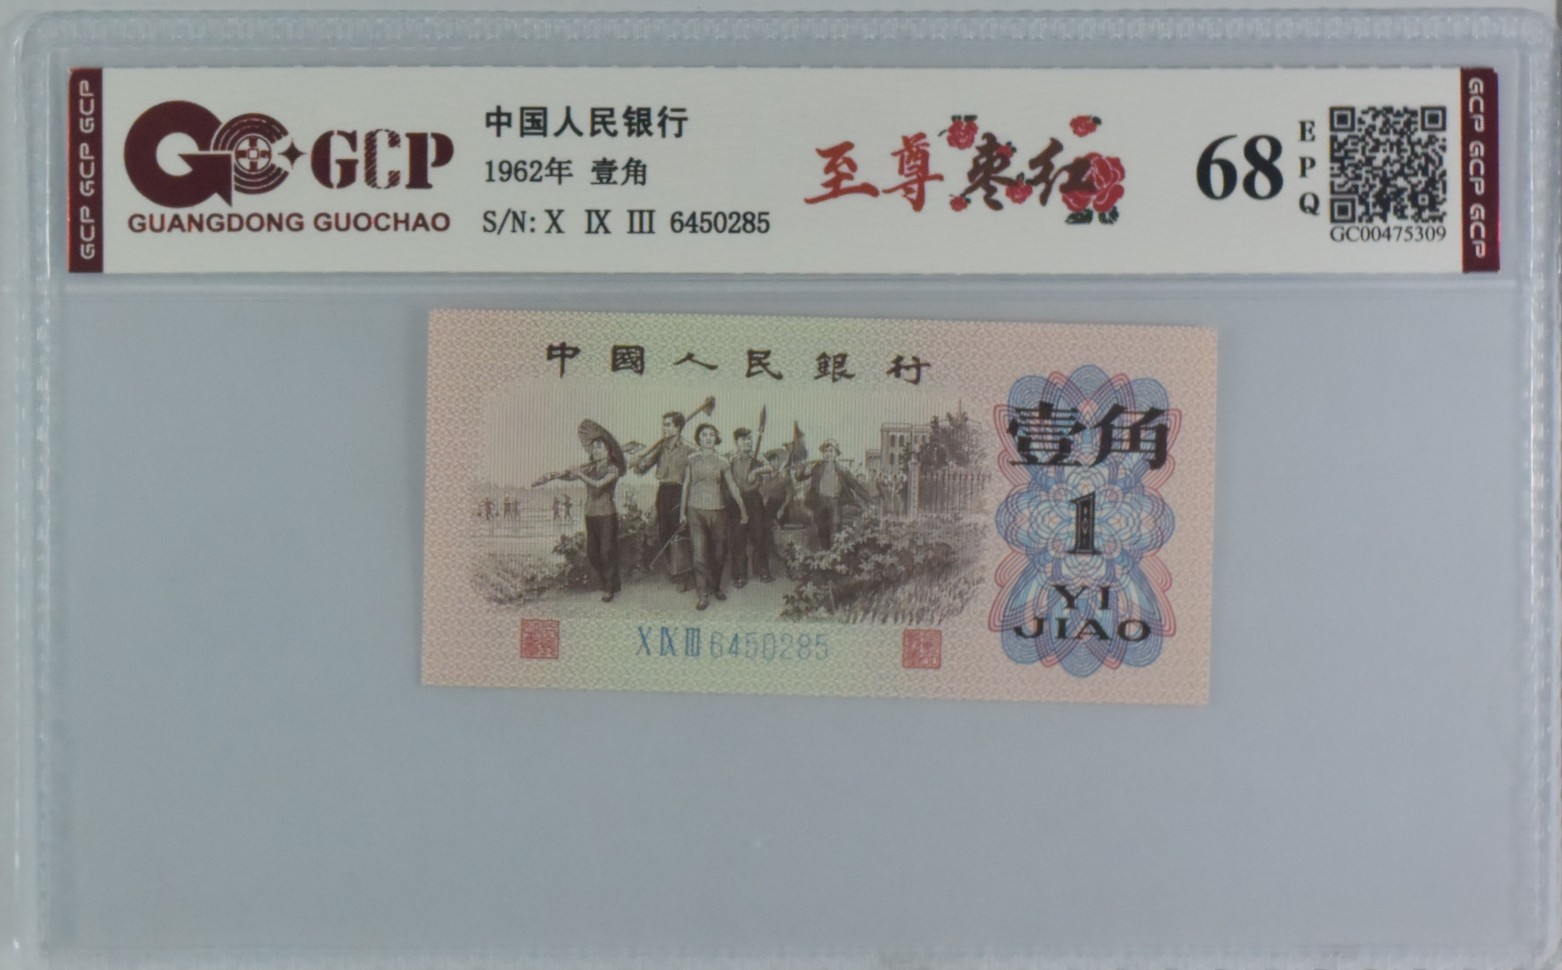 GCP GCP GCP
GCP
GUANGDONG GUOCHAO
中国人民银行
1962年 壹角
S/N: X IX III 6450285
至尊枣红
68
EPQ
GC00475309
GCP GCP GCP
中國人民銀行
壹角
1
YI
JIAO
X IX III 6450285